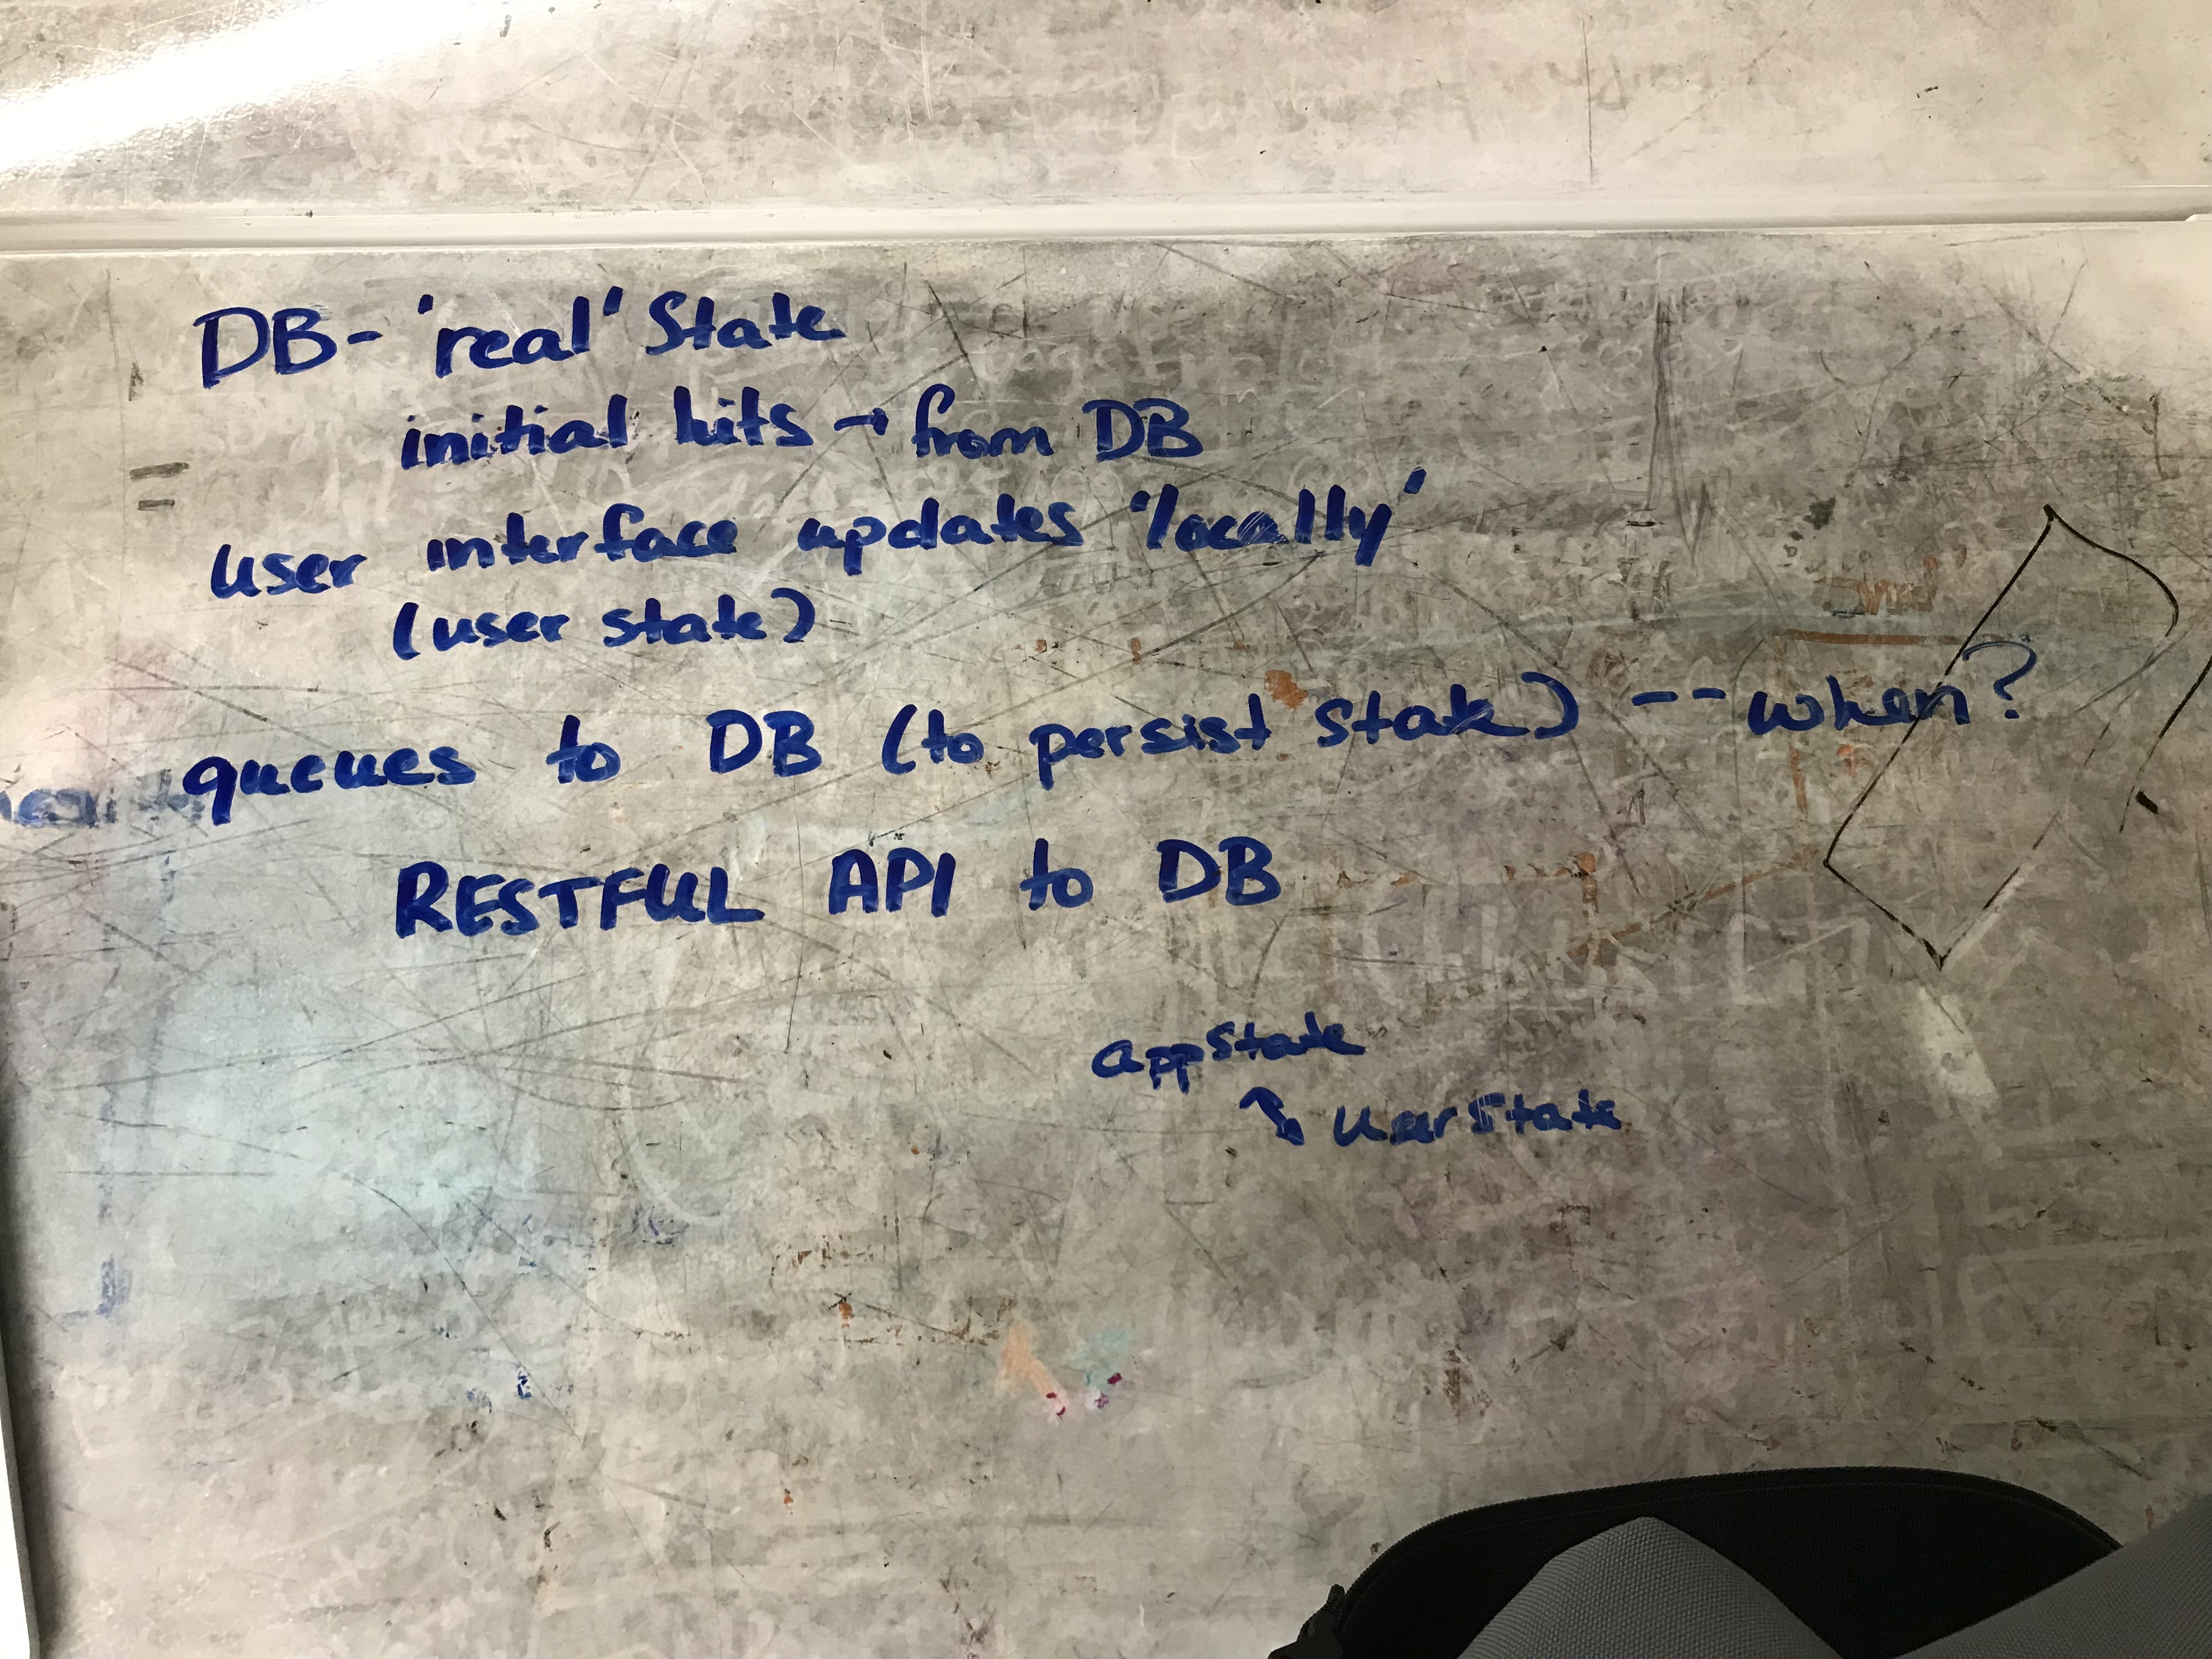 DB - 'real' State
initial hits → from DB
user interface updates 'locally'
(user state)
queues to DB (to persist state) -- when?
RESTFUL API to DB
appState
userState